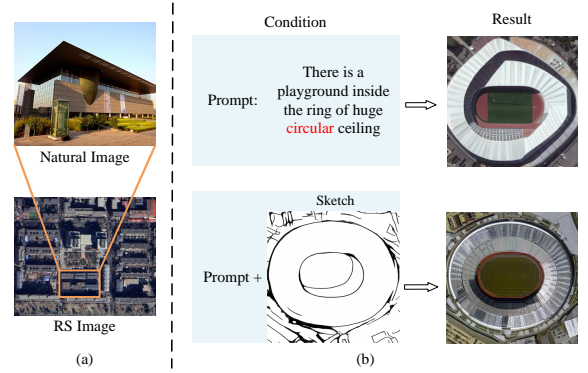 Condition
Result
Prompt:
There is a
playground inside
the ring of huge
circular ceiling
Natural Image
Sketch
Prompt +
RS Image
(a)
(b)